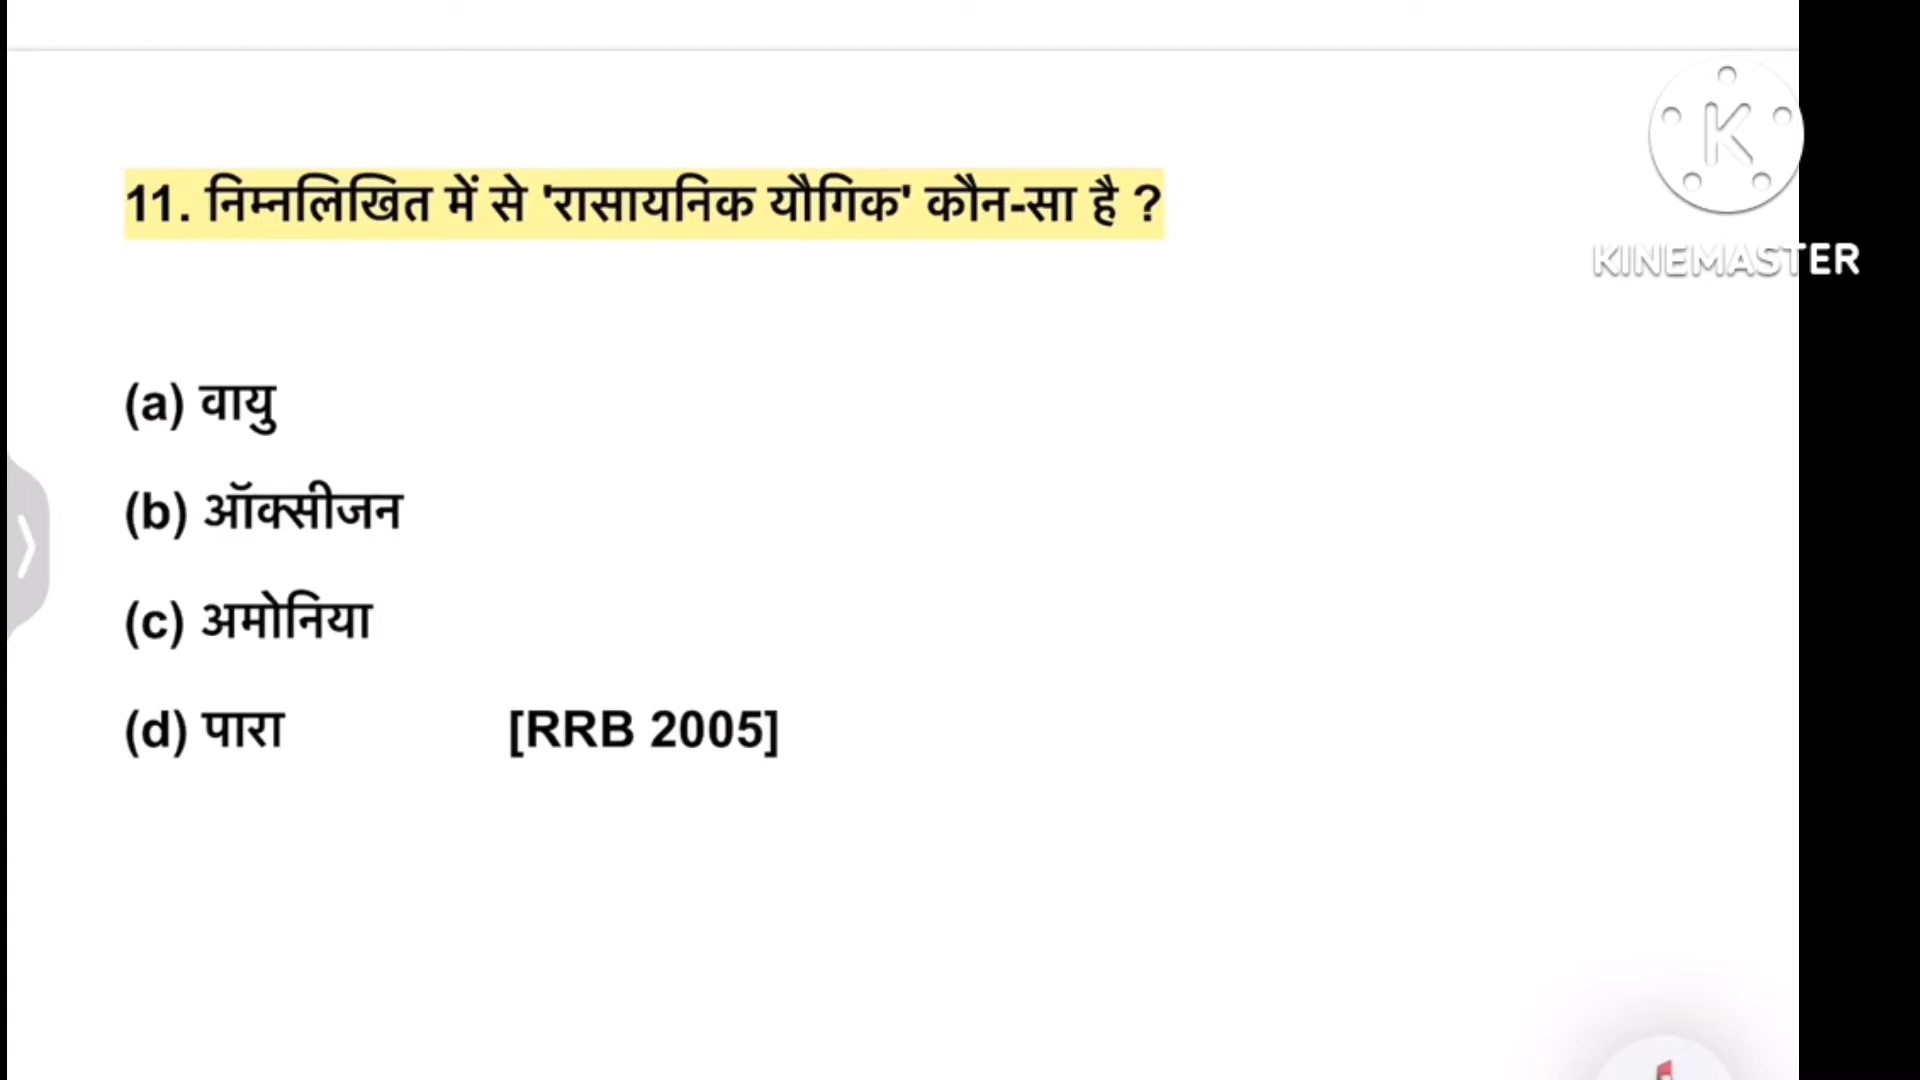 11. निम्नलिखित में से 'रासायनिक यौगिक' कौन-सा है ?
K
KINEMASTER
(a) वायु
(b) ऑक्सीजन
(c) अमोनिया
(d) पारा [RRB 2005]